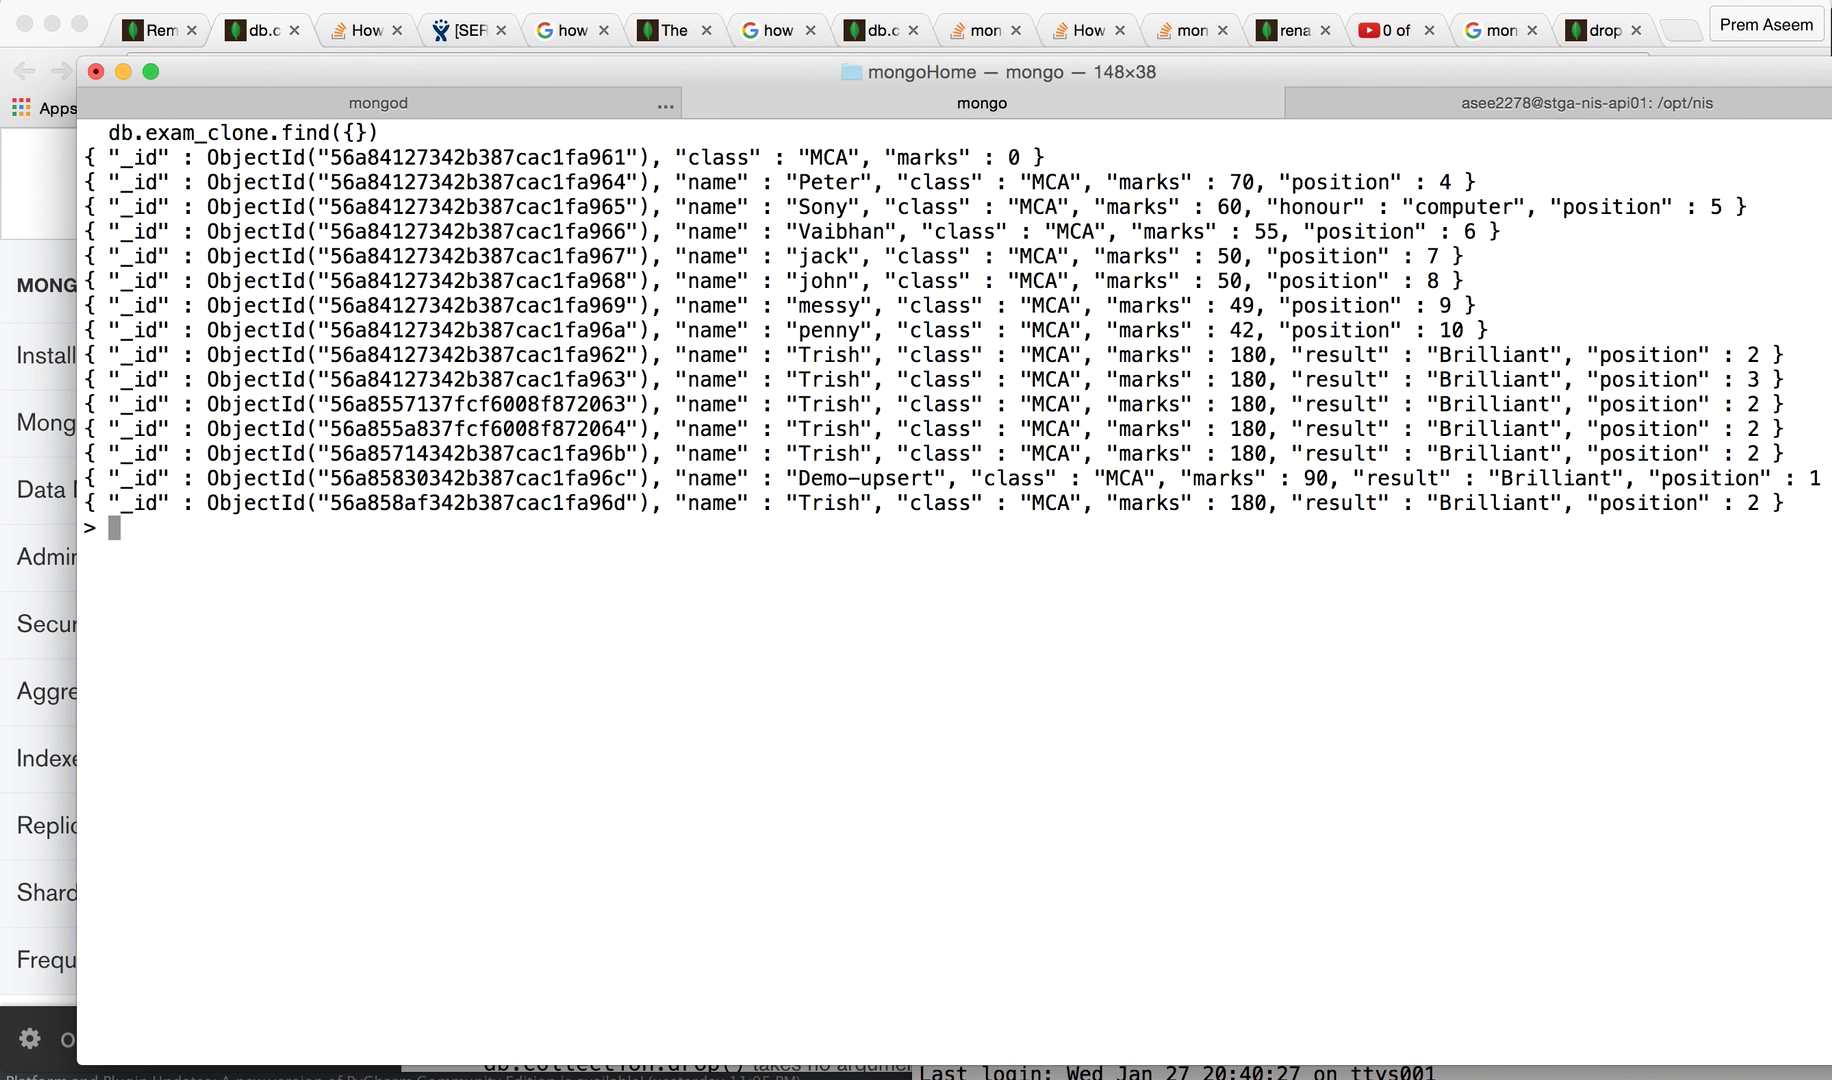 Rem
db.c
How
[SER
how
The
how
db.c
mon
How
mon
rena
0 of
mon
drop
Prem Aseem
mongoHome — mongo — 148×38
Apps
mongod
...
mongo
asee2278@stga-nis-api01: /opt/nis
db.exam_clone.find({})
{ "_id" : ObjectId("56a84127342b387cac1fa961"), "class" : "MCA", "marks" : 0 }
{ "_id" : ObjectId("56a84127342b387cac1fa964"), "name" : "Peter", "class" : "MCA", "marks" : 70, "position" : 4 }
{ "_id" : ObjectId("56a84127342b387cac1fa965"), "name" : "Sony", "class" : "MCA", "marks" : 60, "honour" : "computer", "position" : 5 }
{ "_id" : ObjectId("56a84127342b387cac1fa966"), "name" : "Vaibhan", "class" : "MCA", "marks" : 55, "position" : 6 }
{ "_id" : ObjectId("56a84127342b387cac1fa967"), "name" : "jack", "class" : "MCA", "marks" : 50, "position" : 7 }
{ "_id" : ObjectId("56a84127342b387cac1fa968"), "name" : "john", "class" : "MCA", "marks" : 50, "position" : 8 }
{ "_id" : ObjectId("56a84127342b387cac1fa969"), "name" : "messy", "class" : "MCA", "marks" : 49, "position" : 9 }
{ "_id" : ObjectId("56a84127342b387cac1fa96a"), "name" : "penny", "class" : "MCA", "marks" : 42, "position" : 10 }
{ "_id" : ObjectId("56a84127342b387cac1fa962"), "name" : "Trish", "class" : "MCA", "marks" : 180, "result" : "Brilliant", "position" : 2 }
{ "_id" : ObjectId("56a84127342b387cac1fa963"), "name" : "Trish", "class" : "MCA", "marks" : 180, "result" : "Brilliant", "position" : 3 }
{ "_id" : ObjectId("56a8557137fcf6008f872063"), "name" : "Trish", "class" : "MCA", "marks" : 180, "result" : "Brilliant", "position" : 2 }
{ "_id" : ObjectId("56a855a837fcf6008f872064"), "name" : "Trish", "class" : "MCA", "marks" : 180, "result" : "Brilliant", "position" : 2 }
{ "_id" : ObjectId("56a85714342b387cac1fa96b"), "name" : "Trish", "class" : "MCA", "marks" : 180, "result" : "Brilliant", "position" : 2 }
{ "_id" : ObjectId("56a85830342b387cac1fa96c"), "name" : "Demo-upsert", "class" : "MCA", "marks" : 90, "result" : "Brilliant", "position" : 1
{ "_id" : ObjectId("56a858af342b387cac1fa96d"), "name" : "Trish", "class" : "MCA", "marks" : 180, "result" : "Brilliant", "position" : 2 }
>
MONG
Install
Mong
Data
Admin
Secur
Aggre
Indexe
Replic
Shard
Frequ
O
db.collection.drop() takes no argumen
Last login: Wed Jan 27 20:40:27 on ttys001